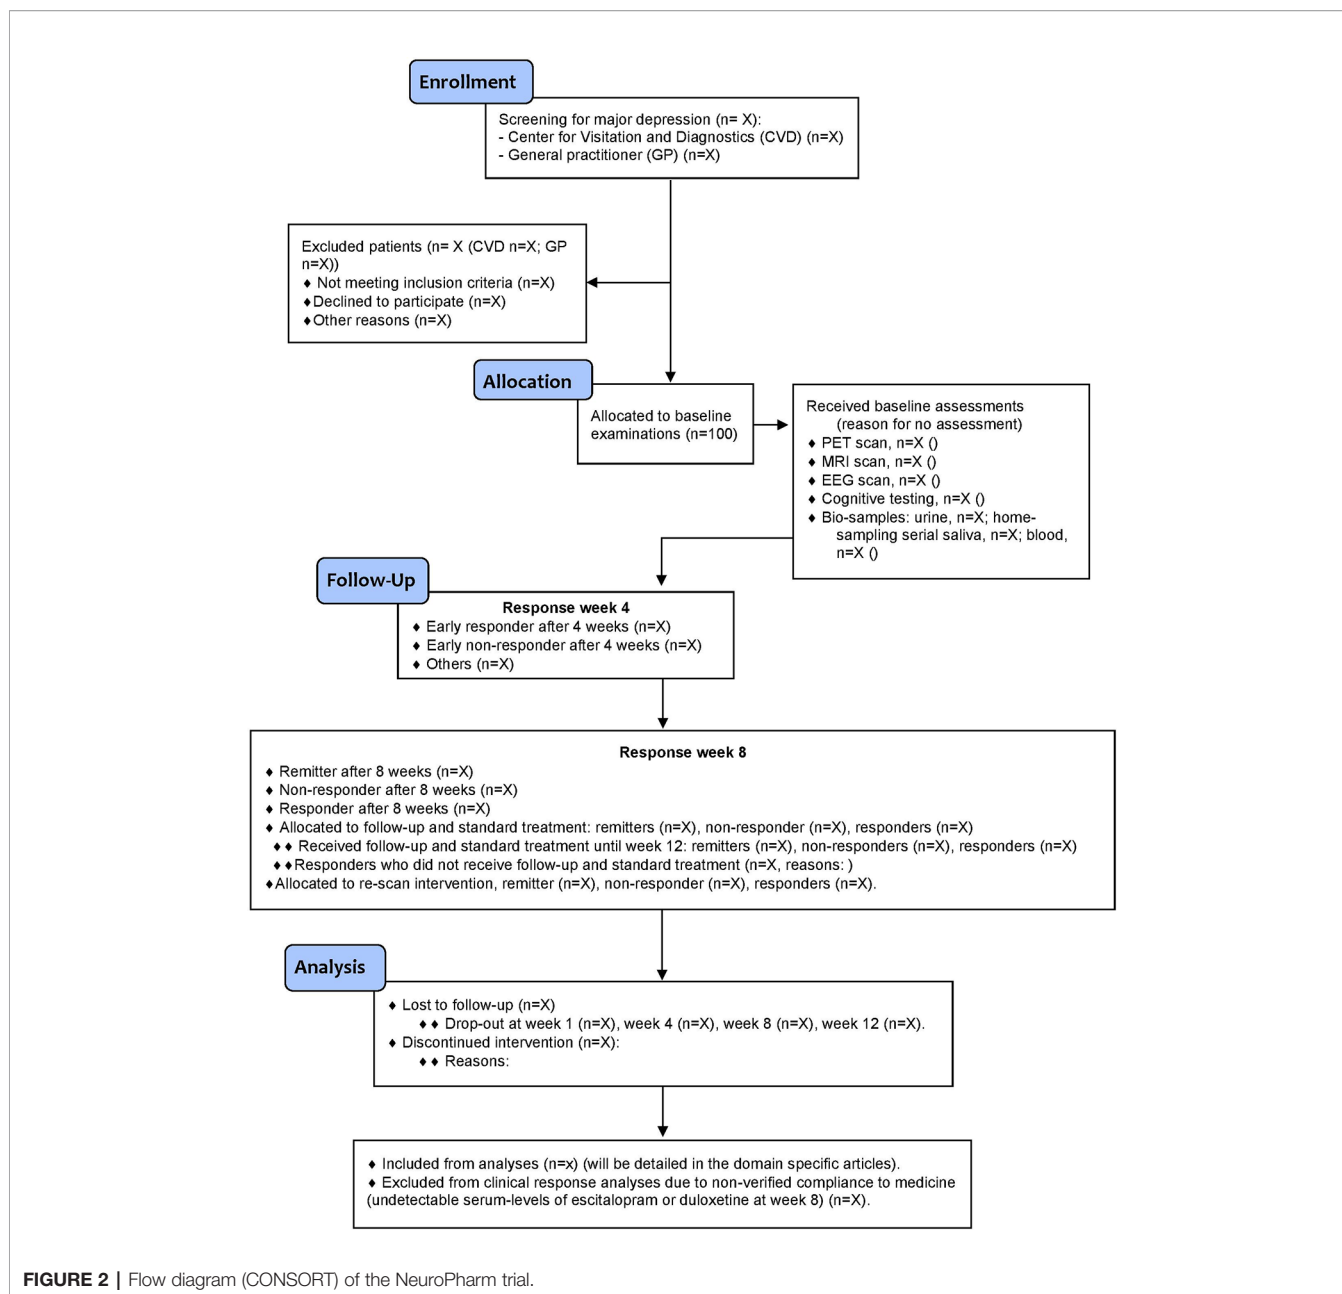 Enrollment
Screening for major depression (n= X):
- Center for Visitation and Diagnostics (CVD) (n=X)
- General practitioner (GP) (n=X)
Excluded patients (n= X (CVD n=X; GP
n=X))
♦ Not meeting inclusion criteria (n=X)
♦Declined to participate (n=X)
♦Other reasons (n=X)
Allocation
Allocated to baseline
examinations (n=100)
Received baseline assessments
(reason for no assessment)
♦ PET scan, n=X ()
♦ MRI scan, n=X ()
♦ EEG scan, n=X ()
♦ Cognitive testing, n=X ()
♦ Bio-samples: urine, n=X; home-
sampling serial saliva, n=X; blood,
n=X ()
Follow-Up
Response week 4
♦ Early responder after 4 weeks (n=X)
♦ Early non-responder after 4 weeks (n=X)
♦ Others (n=X)
Response week 8
♦ Remitter after 8 weeks (n=X)
♦ Non-responder after 8 weeks (n=X)
♦ Responder after 8 weeks (n=X)
♦ Allocated to follow-up and standard treatment: remitters (n=X), non-responder (n=X), responders (n=X)
♦♦ Received follow-up and standard treatment until week 12: remitters (n=X), non-responders (n=X), responders (n=X)
♦♦Responders who did not receive follow-up and standard treatment (n=X, reasons: )
♦Allocated to re-scan intervention, remitter (n=X), non-responder (n=X), responders (n=X).
Analysis
♦ Lost to follow-up (n=X)
♦♦ Drop-out at week 1 (n=X), week 4 (n=X), week 8 (n=X), week 12 (n=X).
♦ Discontinued intervention (n=X):
♦♦ Reasons:
♦ Included from analyses (n=x) (will be detailed in the domain specific articles).
♦ Excluded from clinical response analyses due to non-verified compliance to medicine
(undetectable serum-levels of escitalopram or duloxetine at week 8) (n=X).
FIGURE 2 | Flow diagram (CONSORT) of the NeuroPharm trial.